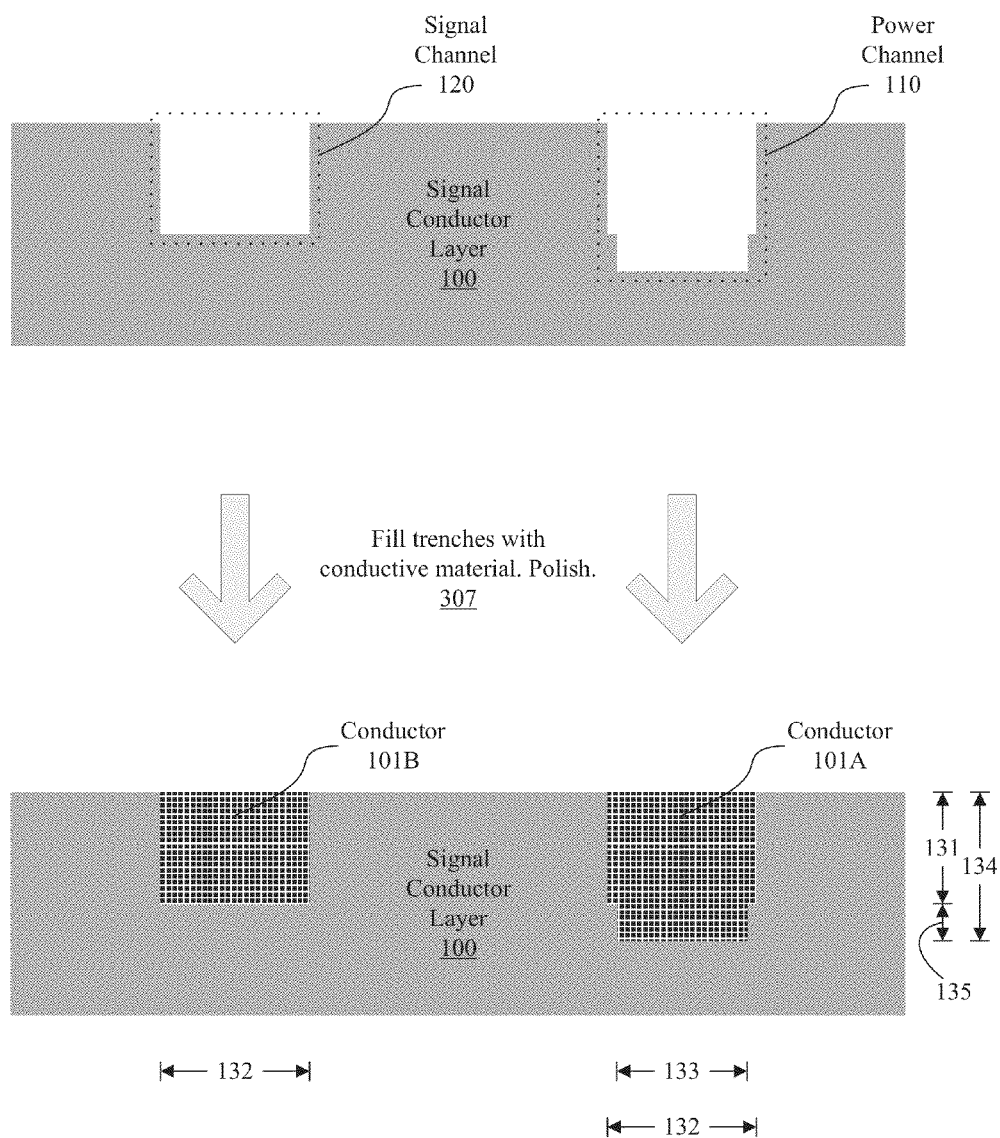 Signal
Channel
120
Power
Channel
110
Signal
Conductor
Layer
100
Fill trenches with
conductive material. Polish.
307
Conductor
101B
Conductor
101A
Signal
Conductor
Layer
100
131
134
135
132
133
132